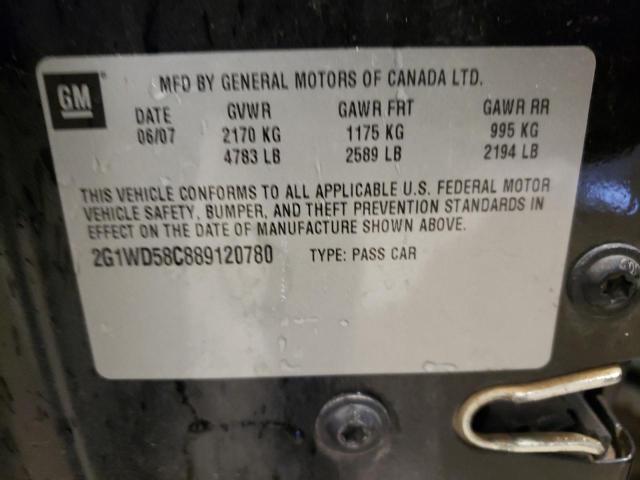 GM
MFD BY GENERAL MOTORS OF CANADA LTD.
DATE GVWR GAWR FRT GAWR RR
06/07 2170 KG 1175 KG 995 KG
4783 LB 2589 LB 2194 LB
THIS VEHICLE CONFORMS TO ALL APPLICABLE U.S. FEDERAL MOTOR
VEHICLE SAFETY, BUMPER, AND THEFT PREVENTION STANDARDS IN
EFFECT ON THE DATE OF MANUFACTURE SHOWN ABOVE.
2G1WD58C889120780 TYPE: PASS CAR